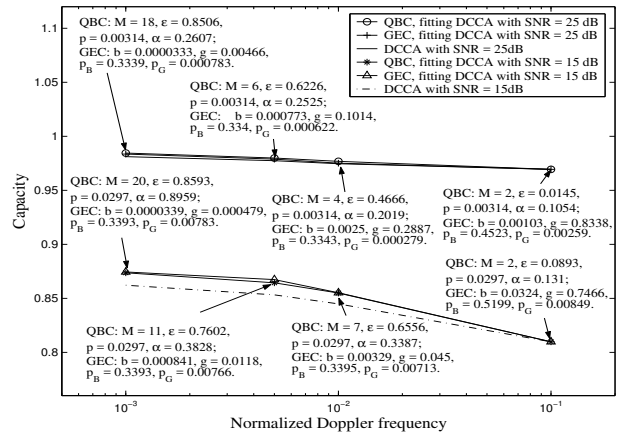 QBC: M = 18, ε = 0.8506,
p = 0.00314, α = 0.2607;
GEC: b = 0.0000333, g = 0.00466,
p_B = 0.3339, p_G = 0.000783.
QBC, fitting DCCA with SNR = 25 dB
GEC, fitting DCCA with SNR = 25 dB
DCCA with SNR = 25dB
QBC, fitting DCCA with SNR = 15 dB
GEC, fitting DCCA with SNR = 15 dB
DCCA with SNR = 15dB
QBC: M = 6, ε = 0.6226,
p = 0.00314, α = 0.2525;
GEC: b = 0.000773, g = 0.1014,
p_B = 0.334, p_G = 0.000622.
QBC: M = 20, ε = 0.8593,
p = 0.0297, α = 0.8959;
GEC: b = 0.0000339, g = 0.000479,
p_B = 0.3393, p_G = 0.00783.
QBC: M = 4, ε = 0.4666,
p = 0.00314, α = 0.2019;
GEC: b = 0.0025, g = 0.2887,
p_B = 0.3343, p_G = 0.000279.
QBC: M = 2, ε = 0.0145,
p = 0.00314, α = 0.1054;
GEC: b = 0.00103, g = 0.8338,
p_B = 0.4523, p_G = 0.00259.
QBC: M = 2, ε = 0.0893,
p = 0.0297, α = 0.131;
GEC: b = 0.0324, g = 0.7466,
p_B = 0.5199, p_G = 0.00849.
QBC: M = 11, ε = 0.7602,
p = 0.0297, α = 0.3828;
GEC: b = 0.000841, g = 0.0118,
p_B = 0.3393, p_G = 0.00766.
QBC: M = 7, ε = 0.6556,
p = 0.0297, α = 0.3387;
GEC: b = 0.00329, g = 0.045,
p_B = 0.3395, p_G = 0.00713.
1.1
1.05
1
0.95
0.9
0.85
0.8
Capacity
10^−3
10^−2
10^−1
Normalized Doppler frequency